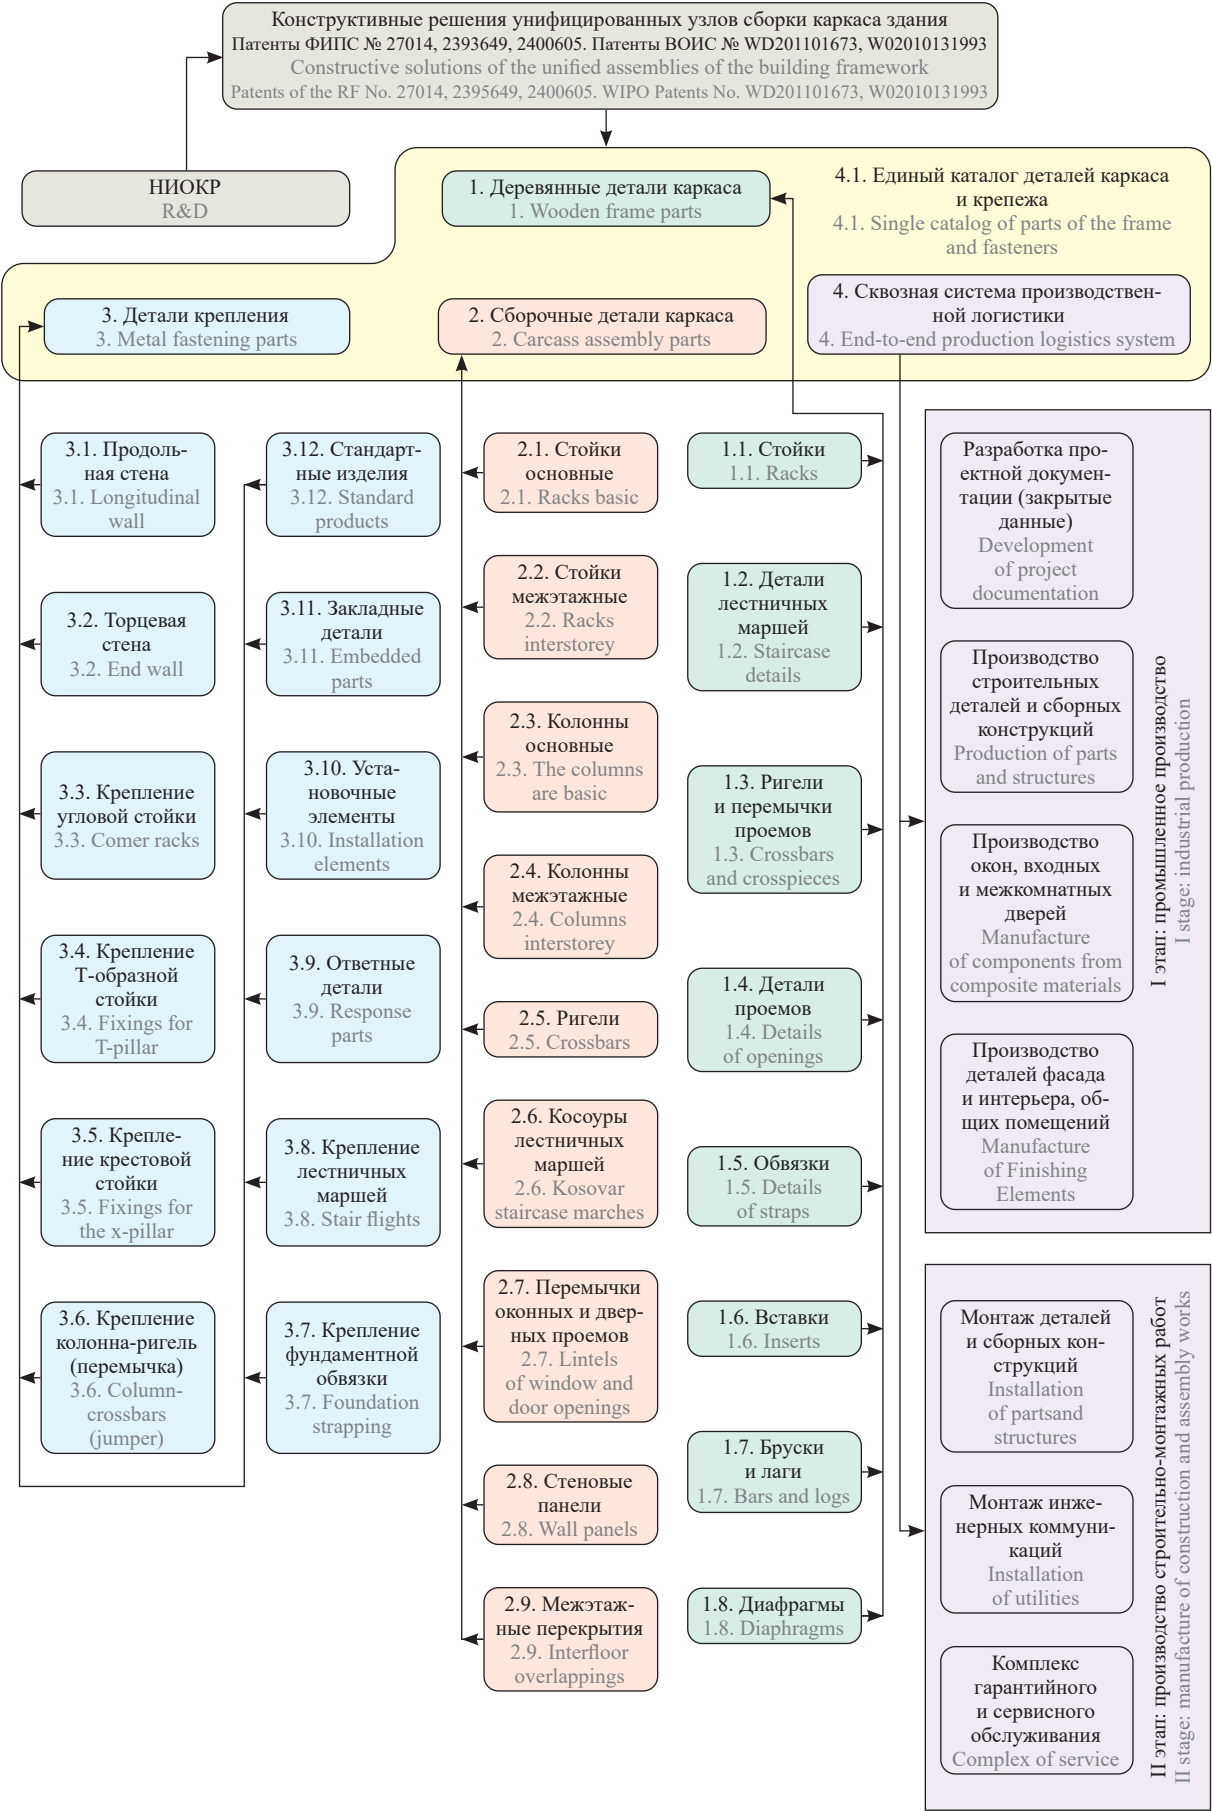 Конструктивные решения унифицированных узлов сборки каркаса здания
Патенты ФИПС № 27014, 2393649, 2400605. Патенты ВОИС № WD201101673, W02010131993
Constructive solutions of the unified assemblies of the building framework
Patents of the RF No. 27014, 2395649, 2400605. WIPO Patents No. WD201101673, W02010131993
НИОКР
R&D
1. Деревянные детали каркаса
1. Wooden frame parts
4.1. Единый каталог деталей каркаса
и крепежа
4.1. Single catalog of parts of the frame
and fasteners
3. Детали крепления
3. Metal fastening parts
2. Сборочные детали каркаса
2. Carcass assembly parts
4. Сквозная система производствен-
ной логистики
4. End-to-end production logistics system
3.1. Продоль-
ная стена
3.1. Longitudinal
wall
3.2. Торцевая
стена
3.2. End wall
3.3. Крепление
угловой стойки
3.3. Comer racks
3.4. Крепление
Т-образной
стойки
3.4. Fixings for
T-pillar
3.5. Крепле-
ние крестовой
стойки
3.5. Fixings for
the x-pillar
3.6. Крепление
колонна-ригель
(перемычка)
3.6. Column-
crossbars
(jumper)
3.12. Стандарт-
ные изделия
3.12. Standard
products
3.11. Закладные
детали
3.11. Embedded
parts
3.10. Уста-
новочные
элементы
3.10. Installation
elements
3.9. Ответные
детали
3.9. Response
parts
3.8. Крепление
лестничных
маршей
3.8. Stair flights
3.7. Крепление
фундаментной
обвязки
3.7. Foundation
strapping
2.1. Стойки
основные
2.1. Racks basic
2.2. Стойки
межэтажные
2.2. Racks
interstorey
2.3. Колонны
основные
2.3. The columns
are basic
2.4. Колонны
межэтажные
2.4. Columns
interstorey
2.5. Ригели
2.5. Crossbars
2.6. Косоуры
лестничных
маршей
2.6. Kosovar
staircase marches
2.7. Перемычки
оконных и двер-
ных проемов
2.7. Lintels
of window and
door openings
2.8. Стеновые
панели
2.8. Wall panels
2.9. Межэтаж-
ные перекрытия
2.9. Interfloor
overlappings
1.1. Стойки
1.1. Racks
1.2. Детали
лестничных
маршей
1.2. Staircase
details
1.3. Ригели
и перемычки
проемов
1.3. Crossbars
and crosspieces
1.4. Детали
проемов
1.4. Details
of openings
1.5. Обвязки
1.5. Details
of straps
1.6. Вставки
1.6. Inserts
1.7. Бруски
и лаги
1.7. Bars and logs
1.8. Диафрагмы
1.8. Diaphragms
Разработка про-
ектной докумен-
тации (закрытые
данные)
Development
of project
documentation
Производство
строительных
деталей и сборных
конструкций
Production of parts
and structures
Производство
окон, входных
и межкомнатных
дверей
Manufacture
of components from
composite materials
Производство
деталей фасада
и интерьера, об-
щих помещений
Manufacture
of Finishing
Elements
I этап: промышленное производство
I stage: industrial production
Монтаж деталей
и сборных кон-
струкций
Installation
of partsand
structures
Монтаж инже-
нерных коммуни-
каций
Installation
of utilities
Комплекс
гарантийного
и сервисного
обслуживания
Complex of service
II этап: производство строительно-монтажных работ
II stage: manufacture of construction and assembly works